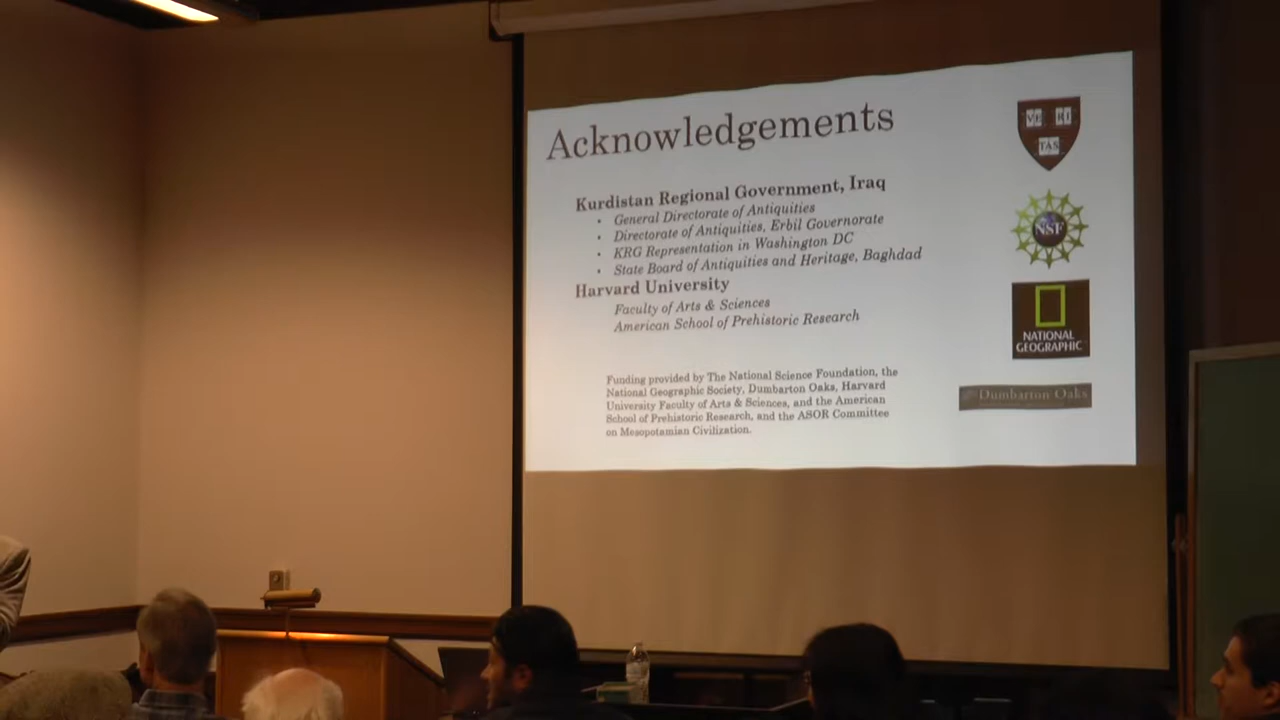 Acknowledgements
Kurdistan Regional Government, Iraq
• General Directorate of Antiquities
• Directorate of Antiquities, Erbil Governorate
• KRG Representation in Washington DC
• State Board of Antiquities and Heritage, Baghdad
Harvard University
Faculty of Arts & Sciences
American School of Prehistoric Research
Funding provided by The National Science Foundation, the
National Geographic Society, Dumbarton Oaks, Harvard
University Faculty of Arts & Sciences, and the American
School of Prehistoric Research, and the ASOR Committee
on Mesopotamian Civilization.
VE RI
TAS
NSF
NATIONAL
GEOGRAPHIC
Dumbarton Oaks